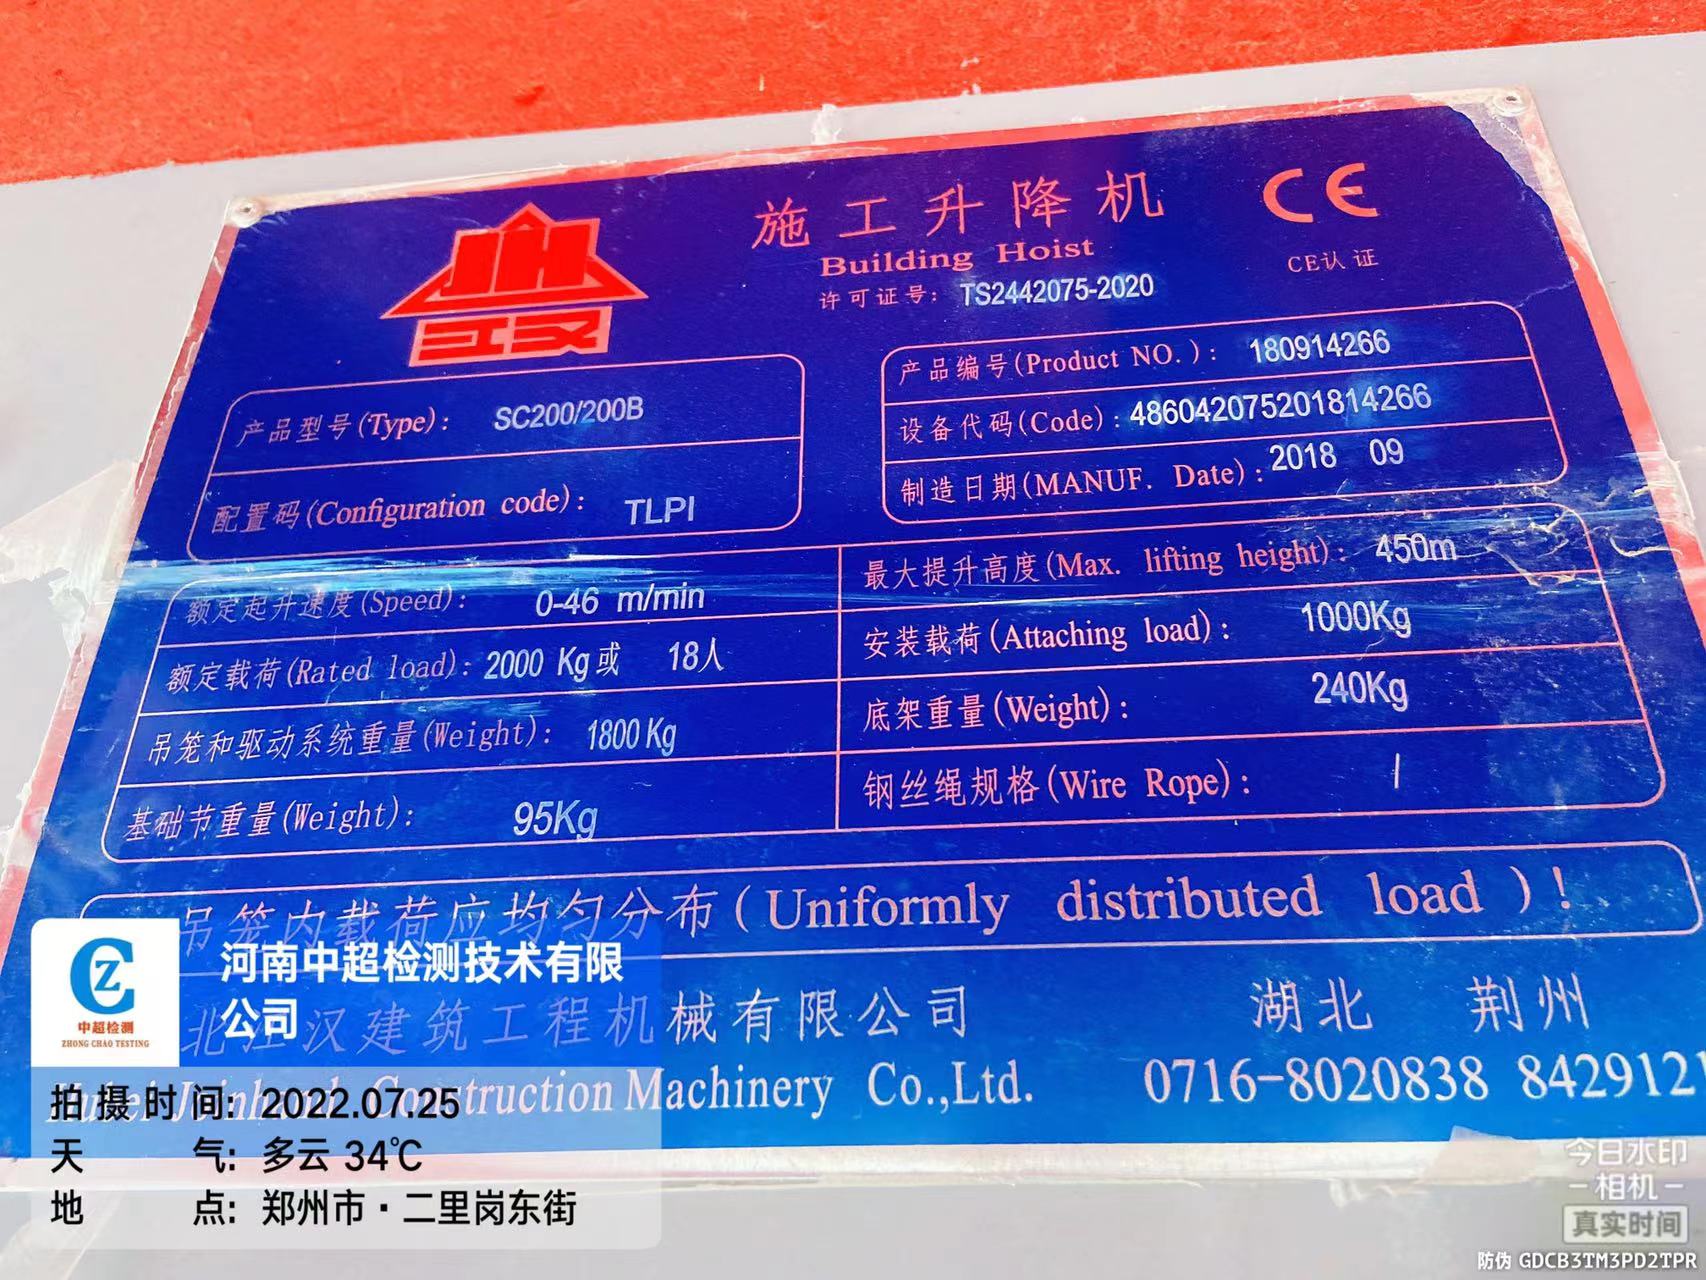 JH
江汉
施工升降机
Building Hoist
许可证号: TS2442075-2020
CE
CE认证
产品型号(Type): SC200/200B
配置码(Configuration code): TLPI
产品编号(Product NO.): 180914266
设备代码(Code): 486042075201814266
制造日期(MANUF. Date): 2018 09
额定起升速度(Speed): 0-46 m/min
额定载荷(Rated load): 2000 Kg或 18人
吊笼和驱动系统重量(Weight): 1800Kg
基础节重量(Weight): 95Kg
最大提升高度(Max. lifting height): 450m
安装载荷(Attaching load): 1000Kg
底架重量(Weight): 240Kg
钢丝绳规格(Wire Rope): /
吊笼内载荷应均匀分布(Uniformly distributed load)!
北江汉建筑工程机械有限公司 湖北 荆州
Hubei Jianghan Construction Machinery Co.,Ltd. 0716-8020838 8429121
CZ
中超检测
ZHONG CHAO TESTING
河南中超检测技术有限
公司
拍摄时间: 2022.07.25
天气: 多云 34℃
地点: 郑州市·二里岗东街
今日水印
-相机-
真实时间
防伪 GDCB3TM3PD2TPR